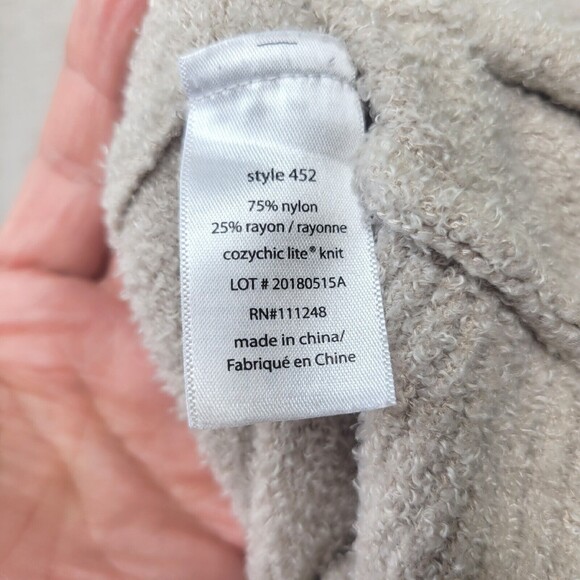 style 452
75% nylon
25% rayon / rayonne
cozychic lite® knit
LOT # 20180515A
RN#111248
made in china/
Fabriqué en Chine